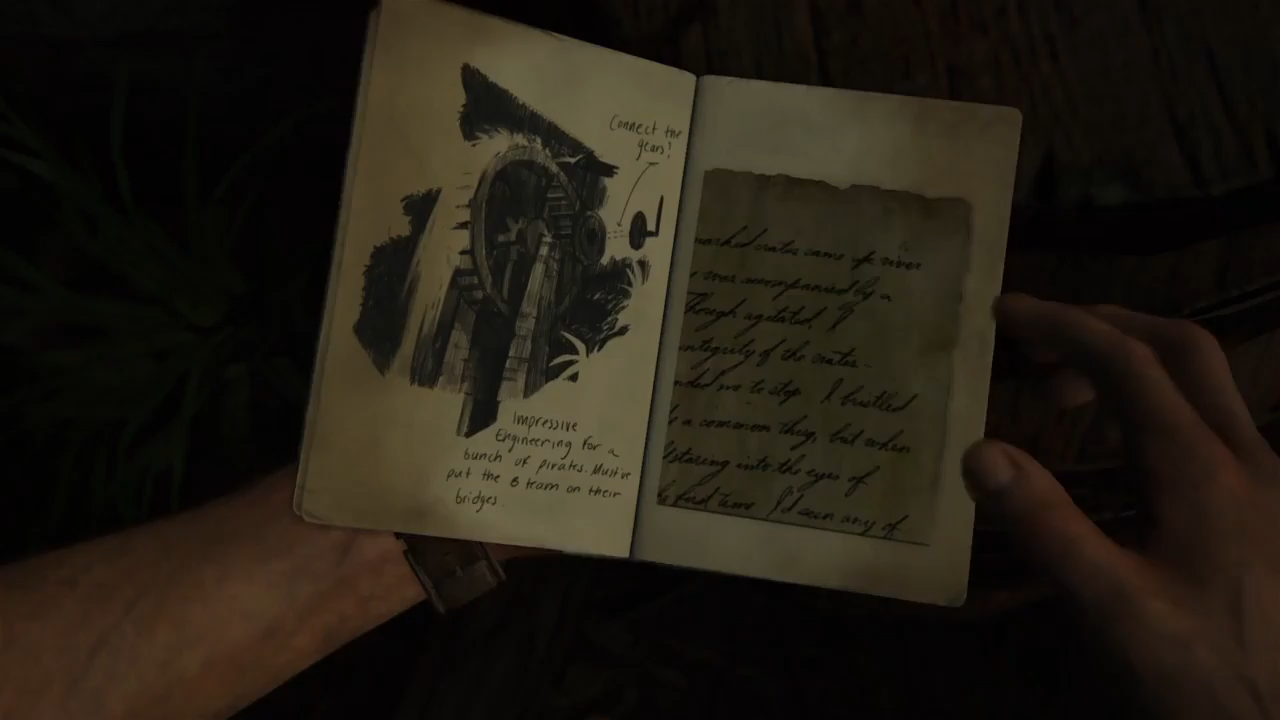 Connect the
gears?
Impressive
Engineering for a
bunch of pirates. Must've
put the B team on their
bridges.
marked crates came up river
was accompanied by a
Though agitated, I
integrity of the crates -
me to stop. I bristled
a common thug, but when
staring into the eyes of
first time I'd seen any of